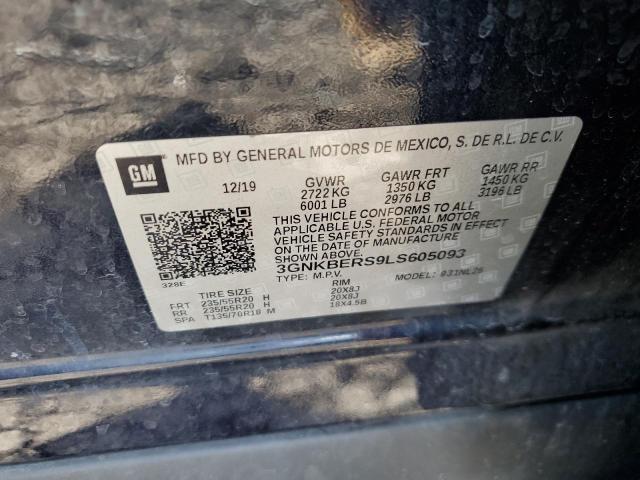 GM MFD BY GENERAL MOTORS DE MEXICO, S. DE R.L. DE C.V.
12/19 GVWR GAWR FRT GAWR RR
2722 KG 1350 KG 1450 KG
6001 LB 2976 LB 3196 LB
THIS VEHICLE CONFORMS TO ALL APPLICABLE
U.S. FEDERAL MOTOR
VEHICLE SAFETY STANDARDS IN EFFECT ON
THE DATE OF MANUFACTURE
3GNKBERS9LS605093
328E TYPE: M.P.V. MODEL: 931NL26
TIRE SIZE RIM
FRT 235/55R20 H 20X8J
RR 235/55R20 H 20X8J
SPA T135/70R18 M 18X4.5B